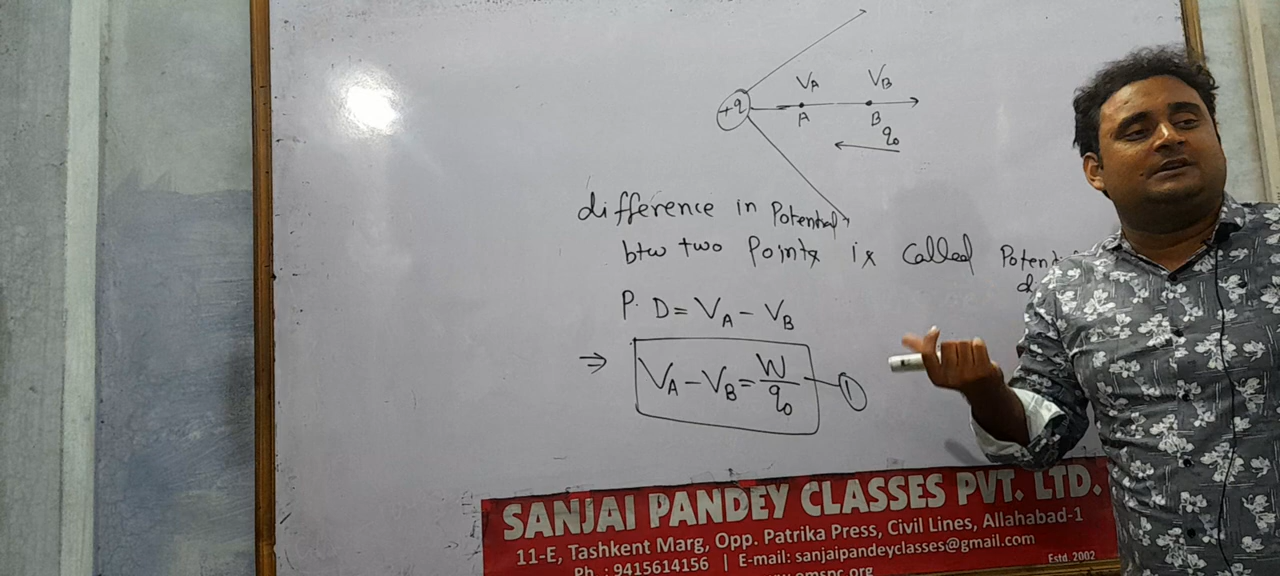 +q
VA VB
A B
q₀
difference in Potential
btw two Points is called
P.D = VA - VB
⇒ VA - VB = W/q₀ — ①
SANJAI PANDEY CLASSES PVT. LTD.
11-E, Tashkent Marg, Opp. Patrika Press, Civil Lines, Allahabad-1
Ph.: 9415614156 | E-mail: sanjaipandeyclasses@gmail.com
Estd. 2002